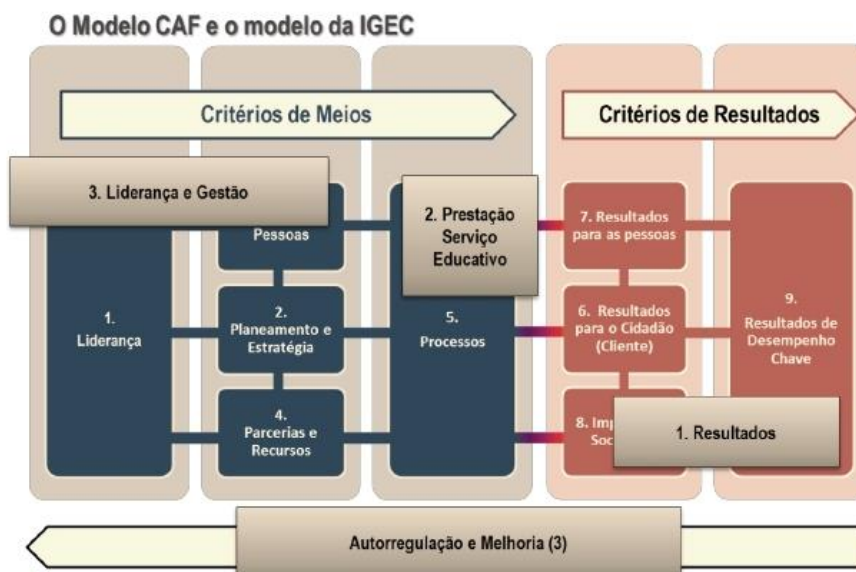 O Modelo CAF e o modelo da IGEC
Critérios de Meios
Critérios de Resultados
3. Liderança e Gestão
Pessoas
2. Prestação
Serviço
Educativo
7. Resultados
para as pessoas
1.
Liderança
2.
Planeamento e
Estratégia
5.
Processos
6. Resultados
para o Cidadão
(Cliente)
9.
Resultados de
Desempenho
Chave
4.
Parcerias e
Recursos
8. Imp
Soc
1. Resultados
Autorregulação e Melhoria (3)